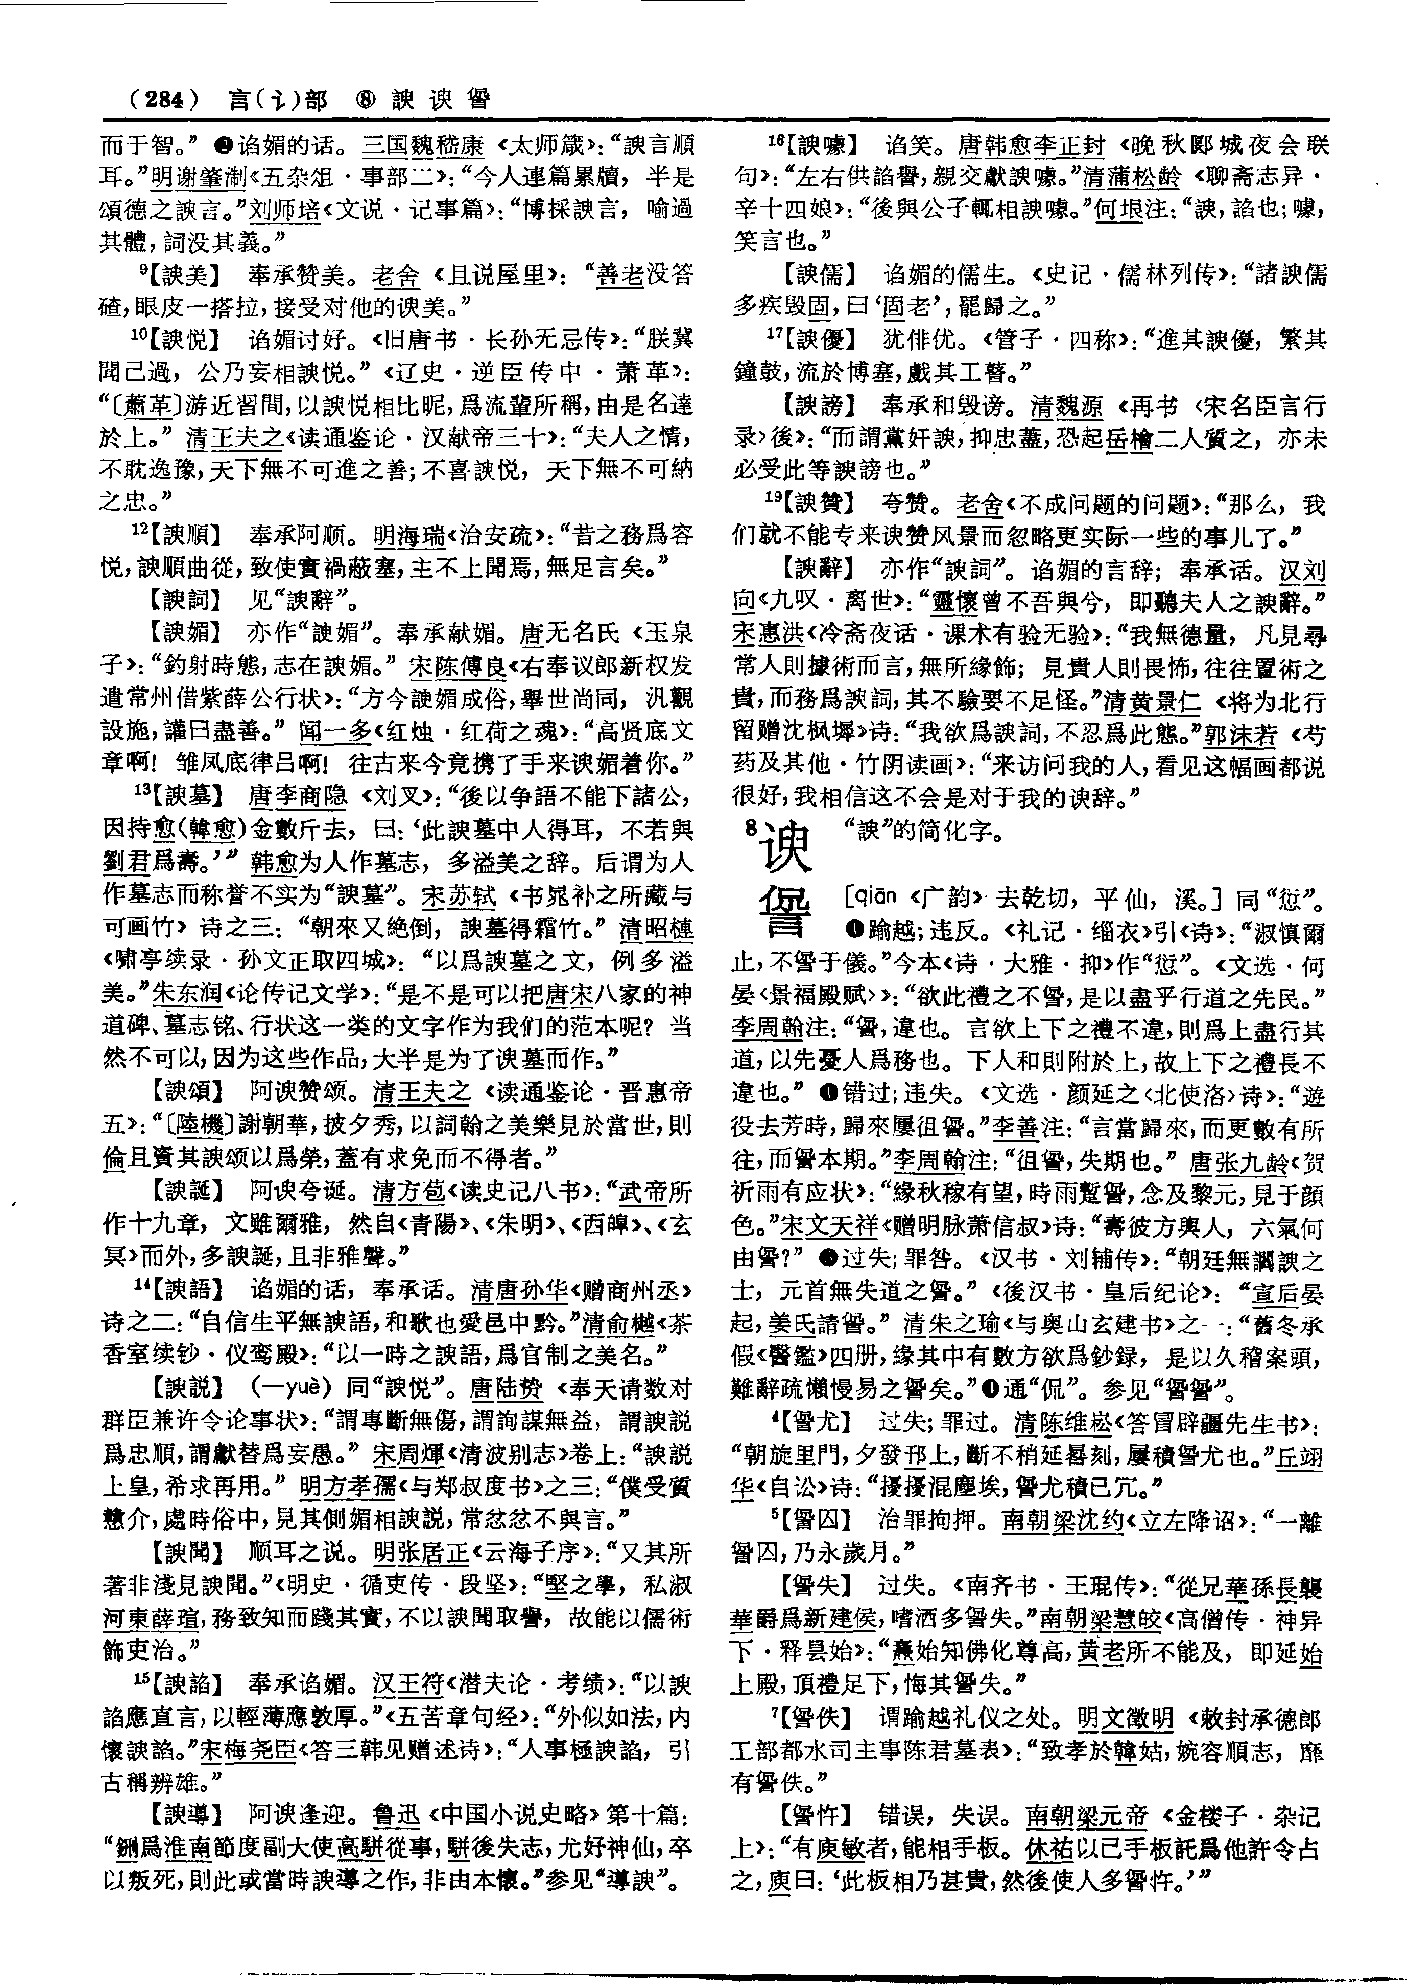 (284) 言(讠)部 ⑧ 諛 谀 諐
而于智。”❷谄媚的话。三国魏嵇康《太师箴》：“諛言順
耳。”明谢肇淛《五杂俎·事部二》：“今人連篇累牘，半是
頌德之諛言。”刘师培《文说·记事篇》：“博採諛言，喻過
其體，詞没其義。”
9【諛美】 奉承赞美。老舍《且说屋里》：“善老没答
碴，眼皮一搭拉，接受对他的谀美。”
10【諛悦】 谄媚讨好。《旧唐书·长孙无忌传》：“朕冀
聞己過，公乃妄相諛悦。”《辽史·逆臣传中·萧革》：
“〔蕭革〕游近習間，以諛悦相比昵，爲流輩所稱，由是名達
於上。”清王夫之《读通鉴论·汉献帝三十》：“夫人之情，
不耽逸豫，天下無不可進之善；不喜諛悦，天下無不可納
之忠。”
12【諛順】 奉承阿顺。明海瑞《治安疏》：“昔之務爲容
悦，諛順曲從，致使實禍蔽塞，主不上聞焉，無足言矣。”
【諛詞】 见“諛辭”。
【諛媚】 亦作“諛媚”。奉承献媚。唐无名氏《玉泉
子》：“釣射時態，志在諛媚。”宋陈傅良《右奉议郎新权发
遣常州借紫薛公行状》：“方今諛媚成俗，舉世尚同，汎觀
設施，讙曰盡善。”闻一多《红烛·红荷之魂》：“高贤底文
章啊！雏凤底律吕啊！往古来今竟携了手来谀媚着你。”
13【諛墓】 唐李商隐《刘叉》：“後以争語不能下諸公，
因持愈(韓愈)金數斤去，曰：‘此諛墓中人得耳，不若與
劉君爲壽。’”韩愈为人作墓志，多溢美之辞。后谓为人
作墓志而称誉不实为“諛墓”。宋苏轼《书晁补之所藏与
可画竹》诗之三：“朝來又絶倒，諛墓得霜竹。”清昭槤
《啸亭续录·孙文正取四城》：“以爲諛墓之文，例多溢
美。”朱东润《论传记文学》：“是不是可以把唐宋八家的神
道碑、墓志铭、行状这一类的文字作为我们的范本呢？当
然不可以，因为这些作品，大半是为了谀墓而作。”
【諛頌】 阿谀赞颂。清王夫之《读通鉴论·晋惠帝
五》：“〔陸機〕謝朝華，披夕秀，以詞翰之美樂見於當世，則
倫且資其諛頌以爲榮，蓋有求免而不得者。”
【諛誕】 阿谀夸诞。清方苞《读史记八书》：“武帝所
作十九章，文雖爾雅，然自《青陽》、《朱明》、《西皞》、《玄
冥》而外，多諛誕，且非雅聲。”
14【諛語】 谄媚的话，奉承话。清唐孙华《赠商州丞》
诗之二：“自信生平無諛語，和歌也愛邑中黔。”清俞樾《茶
香室续钞·仪鸾殿》：“以一時之諛語，爲官制之美名。”
【諛説】 (—yuè) 同“諛悦”。唐陆贽《奉天请数对
群臣兼许令论事状》：“謂專斷無傷，謂詢謀無益，謂諛説
爲忠順，謂獻替爲妄愚。”宋周煇《清波别志》卷上：“諛説
上皇，希求再用。”明方孝孺《与郑叔度书》之三：“僕受質
戆介，處時俗中，見其側媚相諛説，常忿忿不與言。”
【諛聞】 顺耳之说。明张居正《云海子序》：“又其所
著非淺見諛聞。”《明史·循吏传·段坚》：“堅之學，私淑
河東薛瑄，務致知而踐其實，不以諛聞取譽，故能以儒術
飾吏治。”
15【諛諂】 奉承谄媚。汉王符《潜夫论·考绩》：“以諛
諂應直言，以輕薄應敦厚。”《五苦章句经》：“外似如法，内
懷諛諂。”宋梅尧臣《答三韩见赠述诗》：“人事極諛諂，引
古稱辨雄。”
【諛導】 阿谀逢迎。鲁迅《中国小说史略》第十篇：
“鉶爲淮南節度副大使高駢從事，駢後失志，尤好神仙，卒
以叛死，則此或當時諛導之作，非由本懷。”参见“導諛”。
16【諛噱】 谄笑。唐韩愈李正封《晚秋郾城夜会联
句》：“左右供諂譽，親交獻諛噱。”清蒲松龄《聊斋志异·
辛十四娘》：“後與公子輒相諛噱。”何垠注：“諛，諂也；噱，
笑言也。”
【諛儒】 谄媚的儒生。《史记·儒林列传》：“諸諛儒
多疾毁固，曰‘固老’，罷歸之。”
17【諛優】 犹俳优。《管子·四称》：“進其諛優，繁其
鐘鼓，流於博塞，戲其工瞽。”
【諛謗】 奉承和毁谤。清魏源《再书〈宋名臣言行
录〉後》：“而謂黨奸諛，抑忠藎，恐起岳檜二人質之，亦未
必受此等諛謗也。”
19【諛贊】 夸赞。老舍《不成问题的问题》：“那么，我
们就不能专来谀赞风景而忽略更实际一些的事儿了。”
【諛辭】 亦作“諛詞”。谄媚的言辞；奉承话。汉刘
向《九叹·离世》：“靈懷曾不吾與兮，即聽夫人之諛辭。”
宋惠洪《冷斋夜话·课术有验无验》：“我無德量，凡見尋
常人則據術而言，無所緣飾；見貴人則畏怖，往往置術之
貴，而務爲諛詞，其不驗要不足怪。”清黄景仁《将为北行
留赠沈枫墀》诗：“我欲爲諛詞，不忍爲此態。”郭沫若《芍
药及其他·竹阴读画》：“来访问我的人，看见这幅画都说
很好，我相信这不会是对于我的谀辞。”
8谀 “諛”的简化字。
諐 [qiān《广韵》去乾切，平仙，溪。] 同“愆”。
❶踰越；违反。《礼记·缁衣》引《诗》：“淑慎爾
止，不諐于儀。”今本《诗·大雅·抑》作“愆”。《文选·何
晏〈景福殿赋〉》：“欲此禮之不諐，是以盡乎行道之先民。”
李周翰注：“諐，違也。言欲上下之禮不違，則爲上盡行其
道，以先憂人爲務也。下人和則附於上，故上下之禮長不
違也。”❷错过；违失。《文选·颜延之〈北使洛〉诗》：“遊
役去芳時，歸來屢徂諐。”李善注：“言當歸來，而更數有所
往，而諐本期。”李周翰注：“徂諐，失期也。”唐张九龄《贺
祈雨有应状》：“緣秋稼有望，時雨蹔諐，念及黎元，見于顔
色。”宋文天祥《赠明脉萧信叔》诗：“壽彼方輿人，六氣何
由諐？”❸过失；罪咎。《汉书·刘辅传》：“朝廷無讇諛之
士，元首無失道之諐。”《後汉书·皇后纪论》：“宣后晏
起，姜氏請諐。”清朱之瑜《与奥山玄建书》之一：“舊冬承
假《醫鑑》四册，緣其中有數方欲爲鈔録，是以久稽案頭，
難辭疏懶慢易之諐矣。”❹通“侃”。参见“諐諐”。
4【諐尤】 过失；罪过。清陈维崧《答冒辟疆先生书》：
“朝旋里門，夕發邗上，斷不稍延晷刻，屢積諐尤也。”丘翊
华《自讼》诗：“擾擾混塵埃，諐尤積已冗。”
5【諐囚】 治罪拘押。南朝梁沈约《立左降诏》：“一離
諐囚，乃永歲月。”
【諐失】 过失。《南齐书·王琨传》：“從兄華孫長襲
華爵爲新建侯，嗜酒多諐失。”南朝梁慧皎《高僧传·神异
下·释昙始》：“燾始知佛化尊高，黄老所不能及，即延始
上殿，頂禮足下，悔其諐失。”
7【諐佚】 谓踰越礼仪之处。明文徵明《敕封承德郎
工部都水司主事陈君墓表》：“致孝於韓姑，婉容順志，靡
有諐佚。”
【諐忤】 错误，失误。南朝梁元帝《金楼子·杂记
上》：“有庾敏者，能相手板。休祐以己手板託爲他許令占
之，庾曰：‘此板相乃甚貴，然後使人多諐忤。’”